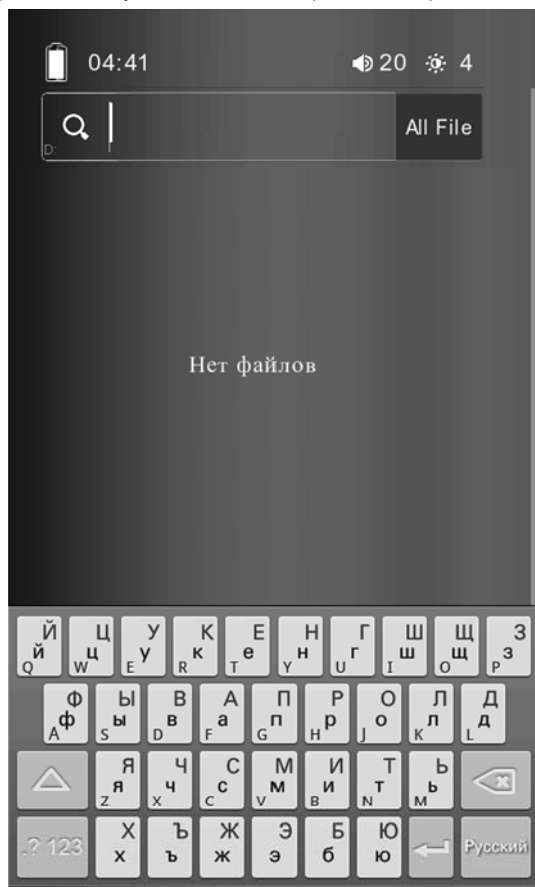 04:41 20 4
D: All File
Нет файлов
Й й Q Ц ц W У у E К к R Е е T Н н Y Г г U Ш ш I Щ щ O З з P
Ф ф A Ы ы S В в D А а F П п G Р р H О о J Л л K Д д L
Я я Z Ч ч X С с C М м V И и B Т т N Ь ь M
.? 123 Х х Ъ ъ Ж ж Э э Б б Ю ю Русский